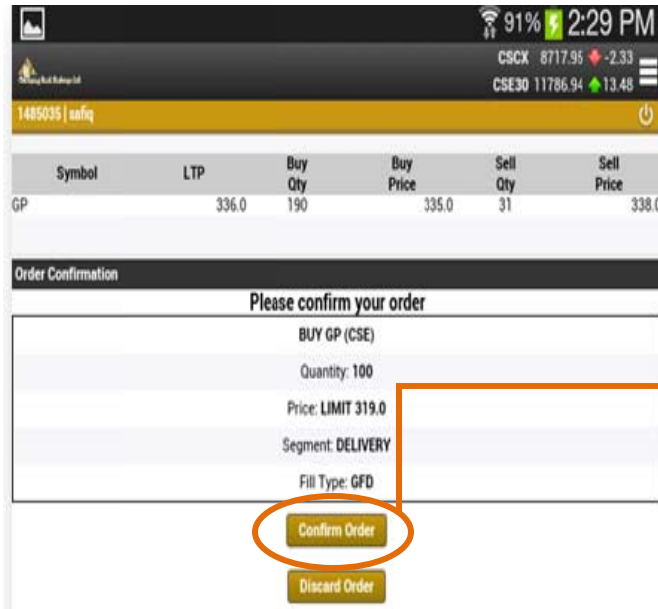 91% 2:29 PM
CSCX 8717.95 -2.33
CSE30 11786.94 13.48
1485035 | safiq
Symbol LTP Buy Qty Buy Price Sell Qty Sell Price
GP 336.0 190 335.0 31 338.0
Order Confirmation
Please confirm your order
BUY GP (CSE)
Quantity: 100
Price: LIMIT 319.0
Segment: DELIVERY
Fill Type: GFD
Confirm Order
Discard Order